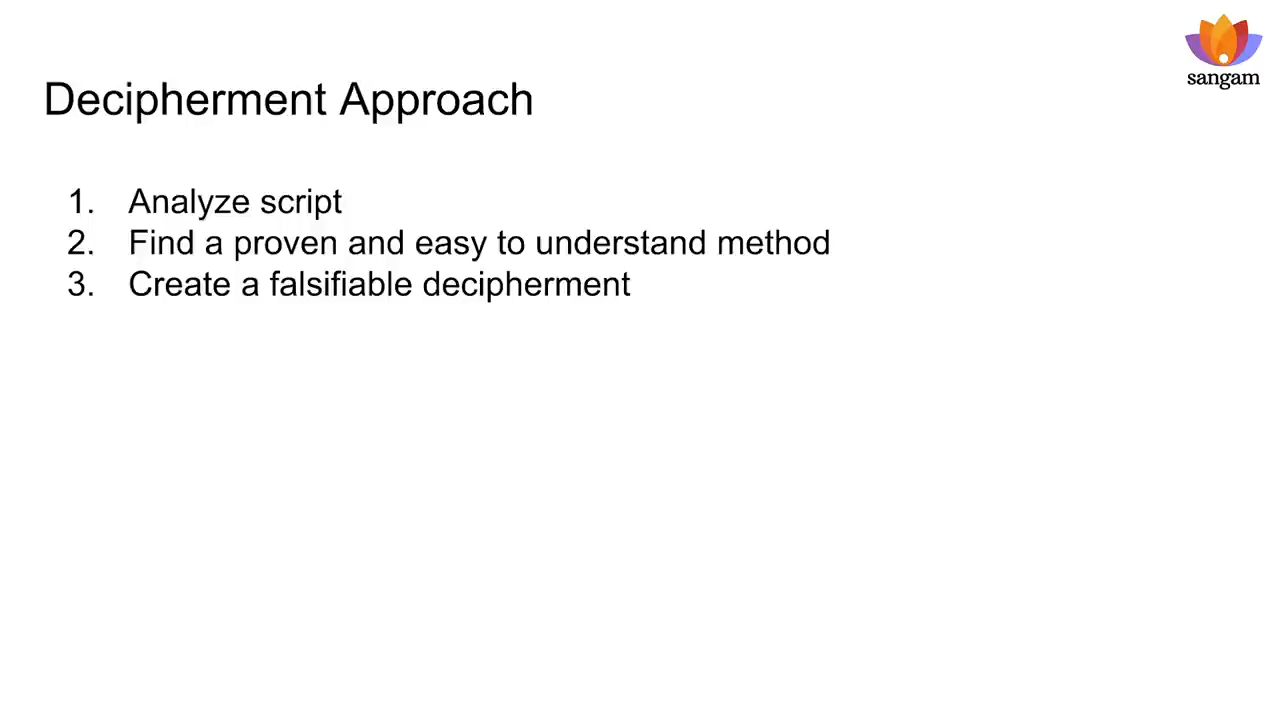 sangam
Decipherment Approach
1. Analyze script
2. Find a proven and easy to understand method
3. Create a falsifiable decipherment